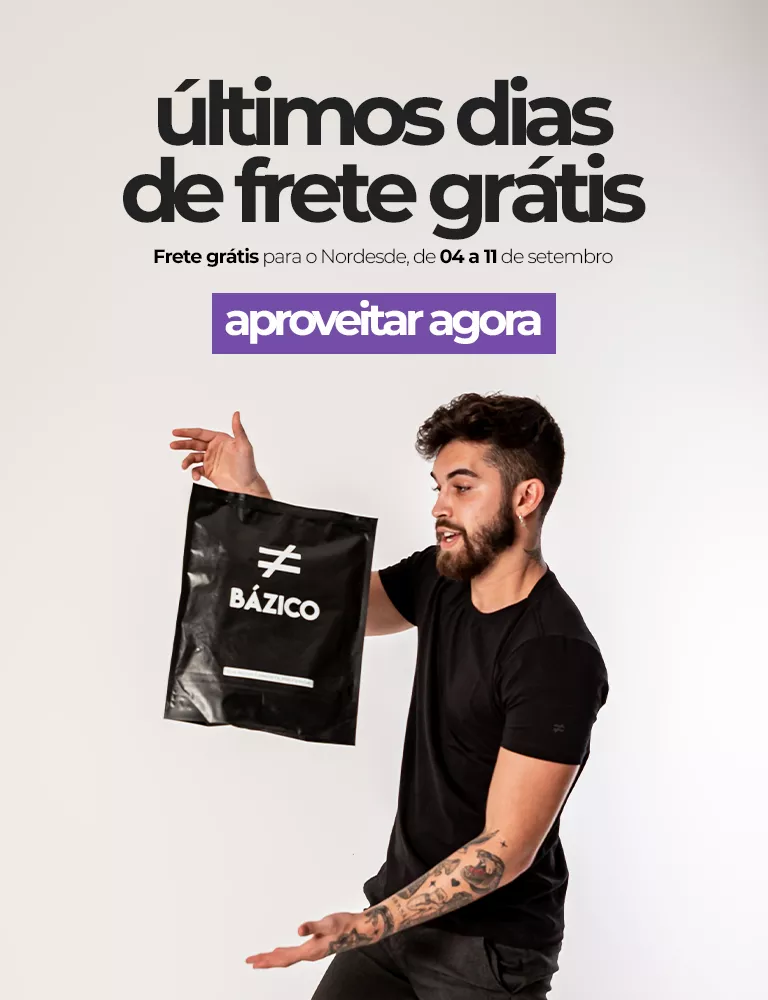 últimos dias
de frete grátis
Frete grátis para o Nordesde, de 04 a 11 de setembro
aproveitar agora
BÁZICO